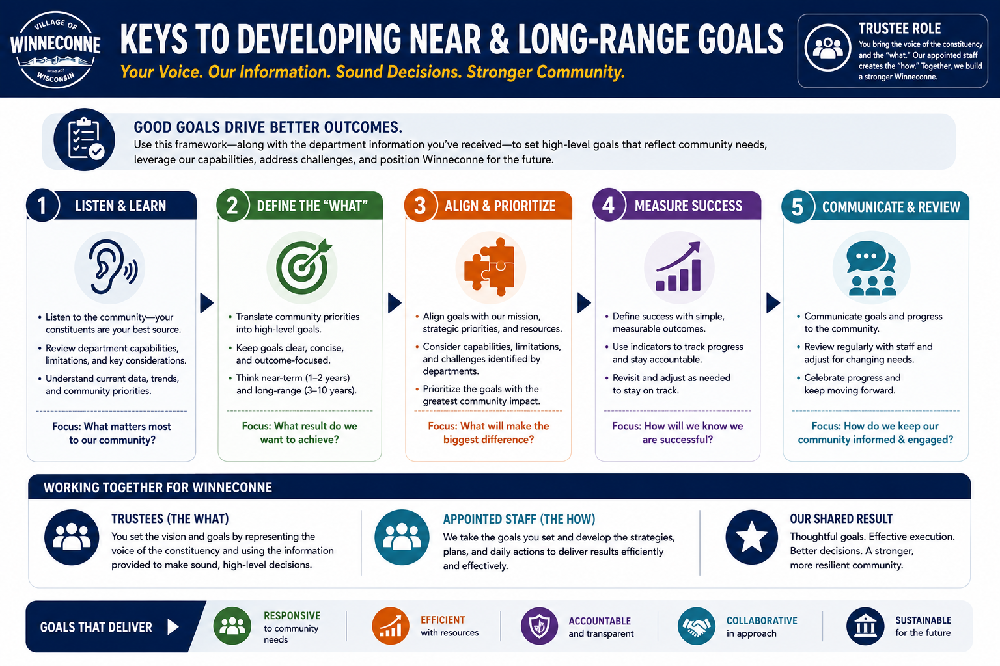 VILLAGE OF
WINNECONNE
WISCONSIN
KEYS TO DEVELOPING NEAR & LONG-RANGE GOALS
Your Voice. Our Information. Sound Decisions. Stronger Community.
TRUSTEE ROLE
You bring the voice of the constituency
and the “what.” Our appointed staff
creates the “how.” Together, we build
a stronger Winneconne.
GOOD GOALS DRIVE BETTER OUTCOMES.
Use this framework—along with the department information you’ve received—to set high-level goals that reflect community needs,
leverage our capabilities, address challenges, and position Winneconne for the future.
1 LISTEN & LEARN
• Listen to the community—your
constituents are your best source.
• Review department capabilities,
limitations, and key considerations.
• Understand current data, trends,
and community priorities.
Focus: What matters most
to our community?
2 DEFINE THE “WHAT”
• Translate community priorities
into high-level goals.
• Keep goals clear, concise,
and outcome-focused.
• Think near-term (1–2 years)
and long-range (3–10 years).
Focus: What result do we
want to achieve?
3 ALIGN & PRIORITIZE
• Align goals with our mission,
strategic priorities, and resources.
• Consider capabilities, limitations,
and challenges identified by
departments.
• Prioritize the goals with the
greatest community impact.
Focus: What will make the
biggest difference?
4 MEASURE SUCCESS
• Define success with simple,
measurable outcomes.
• Use indicators to track progress
and stay accountable.
• Revisit and adjust as needed
to stay on track.
Focus: How will we know we
are successful?
5 COMMUNICATE & REVIEW
• Communicate goals and progress
to the community.
• Review regularly with staff and
adjust for changing needs.
• Celebrate progress and
keep moving forward.
Focus: How do we keep our
community informed & engaged?
WORKING TOGETHER FOR WINNECONNE
TRUSTEES (THE WHAT)
You set the vision and goals by representing the
voice of the constituency and using the information
provided to make sound, high-level decisions.
APPOINTED STAFF (THE HOW)
We take the goals you set and develop the strategies,
plans, and daily actions to deliver results efficiently
and effectively.
OUR SHARED RESULT
Thoughtful goals. Effective execution.
Better decisions. A stronger,
more resilient community.
GOALS THAT DELIVER
RESPONSIVE
to community
needs
EFFICIENT
with resources
ACCOUNTABLE
and transparent
COLLABORATIVE
in approach
SUSTAINABLE
for the future